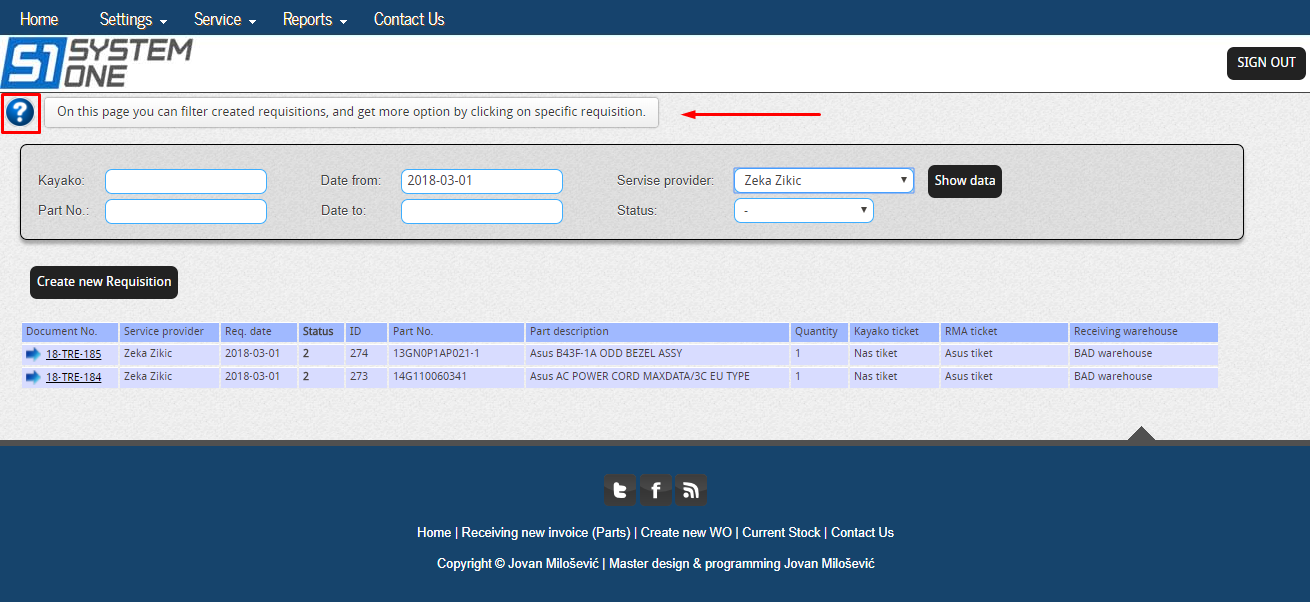 Home Settings Service Reports Contact Us
S1 SYSTEM ONE
SIGN OUT
? On this page you can filter created requisitions, and get more option by clicking on specific requisition.
Kayako: Date from: 2018-03-01 Servise provider: Zeka Zikic Show data
Part No.: Date to: Status: -
Create new Requisition
Document No. Service provider Req. date Status ID Part No. Part description Quantity Kayako ticket RMA ticket Receiving warehouse
18-TRE-185 Zeka Zikic 2018-03-01 2 274 13GN0P1AP021-1 Asus B43F-1A ODD BEZEL ASSY 1 Nas tiket Asus tiket BAD warehouse
18-TRE-184 Zeka Zikic 2018-03-01 2 273 14G110060341 Asus AC POWER CORD MAXDATA/3C EU TYPE 1 Nas tiket Asus tiket BAD warehouse
Home | Receiving new invoice (Parts) | Create new WO | Current Stock | Contact Us
Copyright © Jovan Milošević | Master design & programming Jovan Milošević